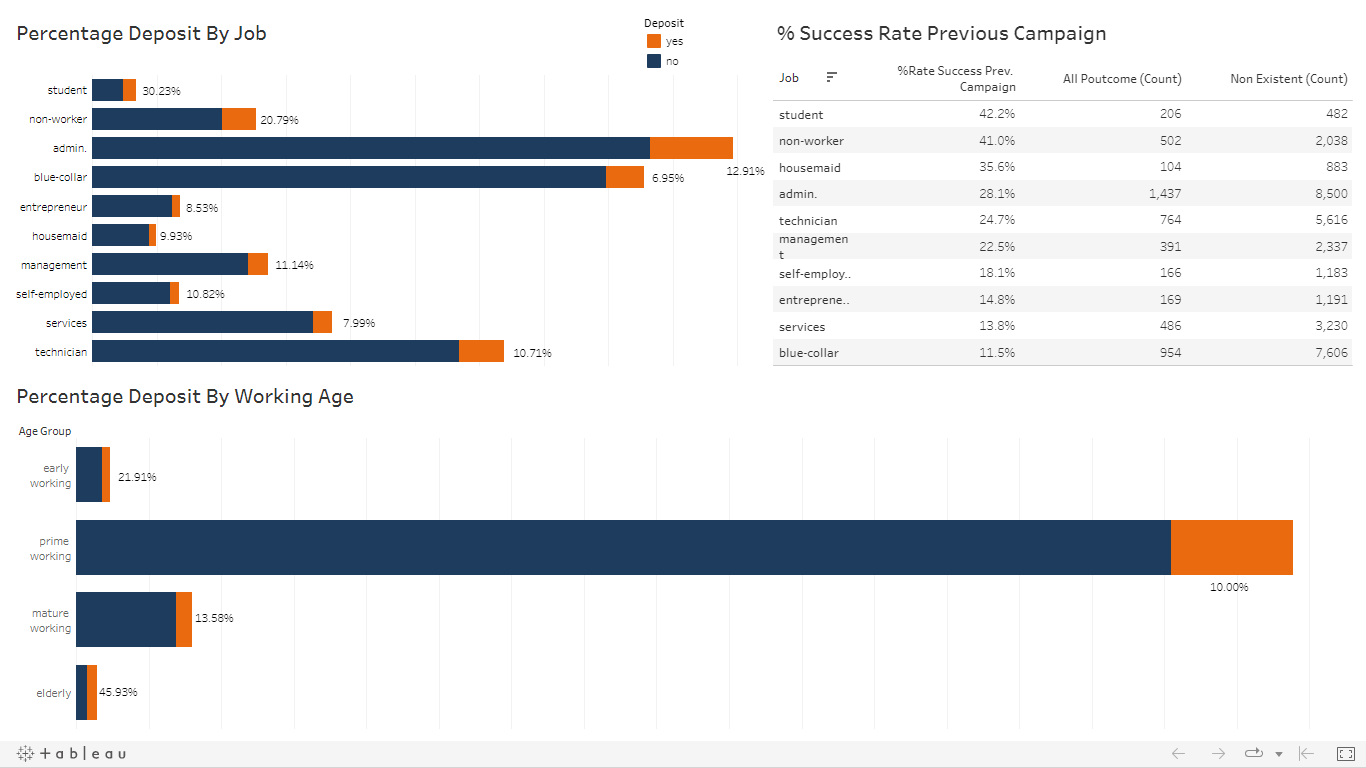 Percentage Deposit By Job
Deposit
yes
no
student 30.23%
non-worker 20.79%
admin. 12.91%
blue-collar 6.95%
entrepreneur 8.53%
housemaid 9.93%
management 11.14%
self-employed 10.82%
services 7.99%
technician 10.71%
% Success Rate Previous Campaign
Job %Rate Success Prev. Campaign All Poutcome (Count) Non Existent (Count)
student 42.2% 206 482
non-worker 41.0% 502 2,038
housemaid 35.6% 104 883
admin. 28.1% 1,437 8,500
technician 24.7% 764 5,616
managemen
t 22.5% 391 2,337
self-employ.. 18.1% 166 1,183
entreprene.. 14.8% 169 1,191
services 13.8% 486 3,230
blue-collar 11.5% 954 7,606
Percentage Deposit By Working Age
Age Group
early
working 21.91%
prime
working 10.00%
mature
working 13.58%
elderly 45.93%
+ableau